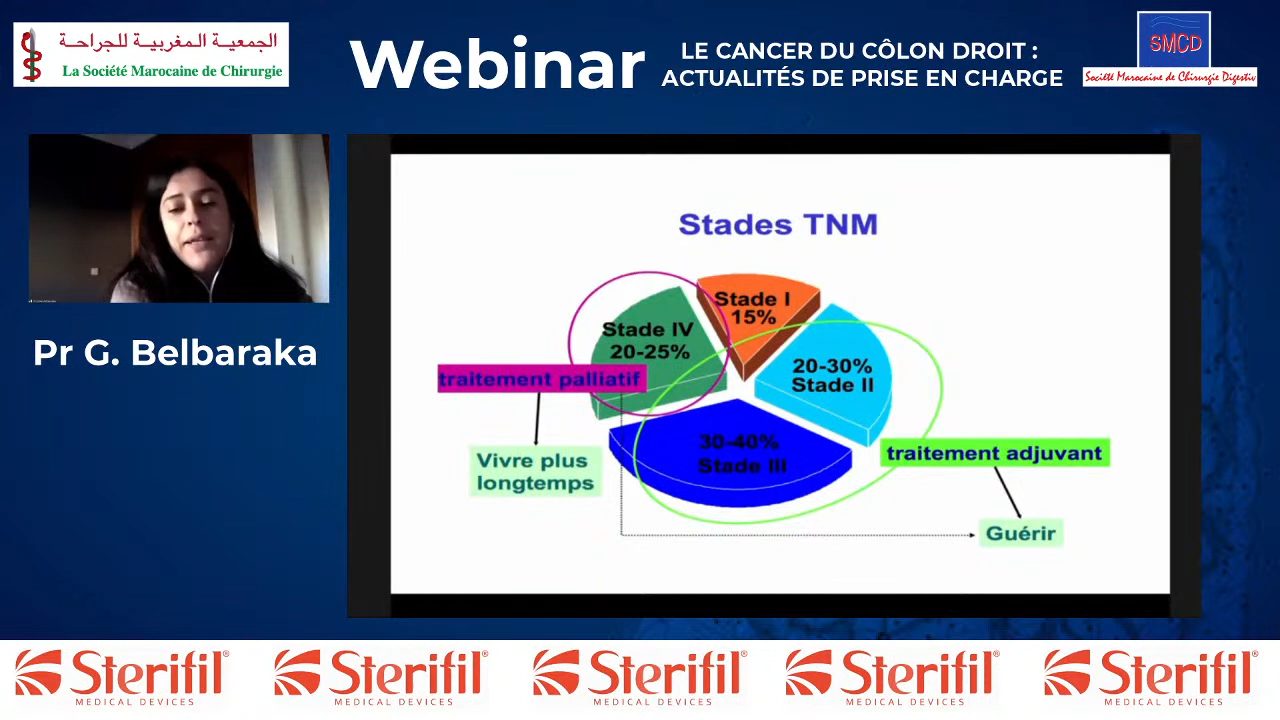 الجمعية المغربية للجراحة
La Société Marocaine de Chirurgie
Webinar
LE CANCER DU CÔLON DROIT :
ACTUALITÉS DE PRISE EN CHARGE
SMCD
Société Marocaine de Chirurgie Digestiv
Pr G. Belbaraka
Stades TNM
Stade I
15%
Stade IV
20-25%
20-30%
Stade II
traitement palliatif
30-40%
Stade III
traitement adjuvant
Vivre plus
longtemps
Guérir
Sterifil®
MEDICAL DEVICES
Sterifil®
MEDICAL DEVICES
Sterifil®
MEDICAL DEVICES
Sterifil®
MEDICAL DEVICES
Sterifil®
MEDICAL DEVICES